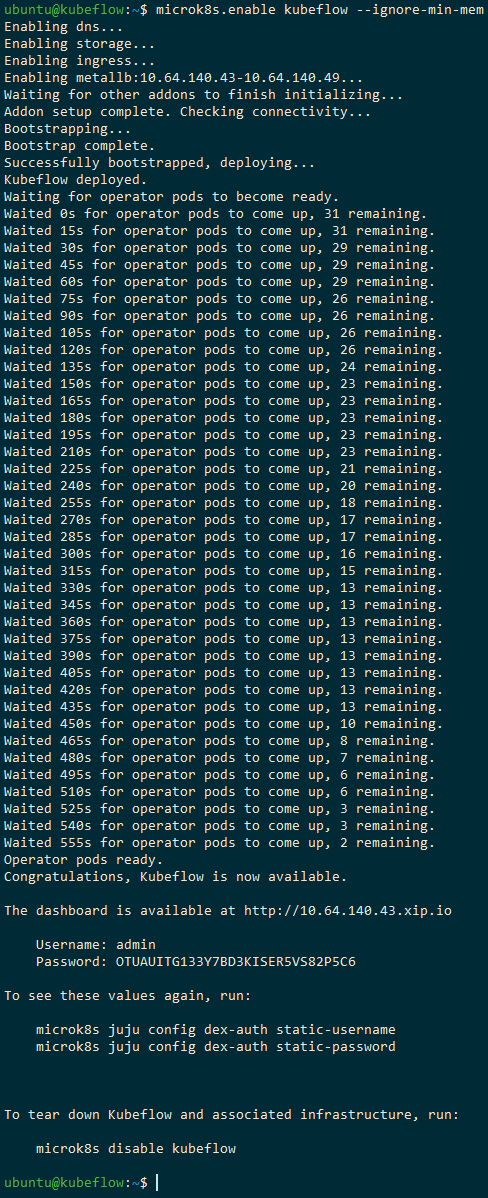 ubuntu@kubeflow:~$ microk8s.enable kubeflow --ignore-min-mem
Enabling dns...
Enabling storage...
Enabling ingress...
Enabling metallb:10.64.140.43-10.64.140.49...
Waiting for other addons to finish initializing...
Addon setup complete. Checking connectivity...
Bootstrapping...
Bootstrap complete.
Successfully bootstrapped, deploying...
Kubeflow deployed.
Waiting for operator pods to become ready.
Waited 0s for operator pods to come up, 31 remaining.
Waited 15s for operator pods to come up, 31 remaining.
Waited 30s for operator pods to come up, 29 remaining.
Waited 45s for operator pods to come up, 29 remaining.
Waited 60s for operator pods to come up, 29 remaining.
Waited 75s for operator pods to come up, 26 remaining.
Waited 90s for operator pods to come up, 26 remaining.
Waited 105s for operator pods to come up, 26 remaining.
Waited 120s for operator pods to come up, 26 remaining.
Waited 135s for operator pods to come up, 24 remaining.
Waited 150s for operator pods to come up, 23 remaining.
Waited 165s for operator pods to come up, 23 remaining.
Waited 180s for operator pods to come up, 23 remaining.
Waited 195s for operator pods to come up, 23 remaining.
Waited 210s for operator pods to come up, 23 remaining.
Waited 225s for operator pods to come up, 21 remaining.
Waited 240s for operator pods to come up, 20 remaining.
Waited 255s for operator pods to come up, 18 remaining.
Waited 270s for operator pods to come up, 17 remaining.
Waited 285s for operator pods to come up, 17 remaining.
Waited 300s for operator pods to come up, 16 remaining.
Waited 315s for operator pods to come up, 15 remaining.
Waited 330s for operator pods to come up, 13 remaining.
Waited 345s for operator pods to come up, 13 remaining.
Waited 360s for operator pods to come up, 13 remaining.
Waited 375s for operator pods to come up, 13 remaining.
Waited 390s for operator pods to come up, 13 remaining.
Waited 405s for operator pods to come up, 13 remaining.
Waited 420s for operator pods to come up, 13 remaining.
Waited 435s for operator pods to come up, 13 remaining.
Waited 450s for operator pods to come up, 10 remaining.
Waited 465s for operator pods to come up, 8 remaining.
Waited 480s for operator pods to come up, 7 remaining.
Waited 495s for operator pods to come up, 6 remaining.
Waited 510s for operator pods to come up, 6 remaining.
Waited 525s for operator pods to come up, 3 remaining.
Waited 540s for operator pods to come up, 3 remaining.
Waited 555s for operator pods to come up, 2 remaining.
Operator pods ready.
Congratulations, Kubeflow is now available.
The dashboard is available at http://10.64.140.43.xip.io
Username: admin
Password: OTUAUITG133Y7BD3KISER5VS82P5C6
To see these values again, run:
microk8s juju config dex-auth static-username
microk8s juju config dex-auth static-password
To tear down Kubeflow and associated infrastructure, run:
microk8s disable kubeflow
ubuntu@kubeflow:~$